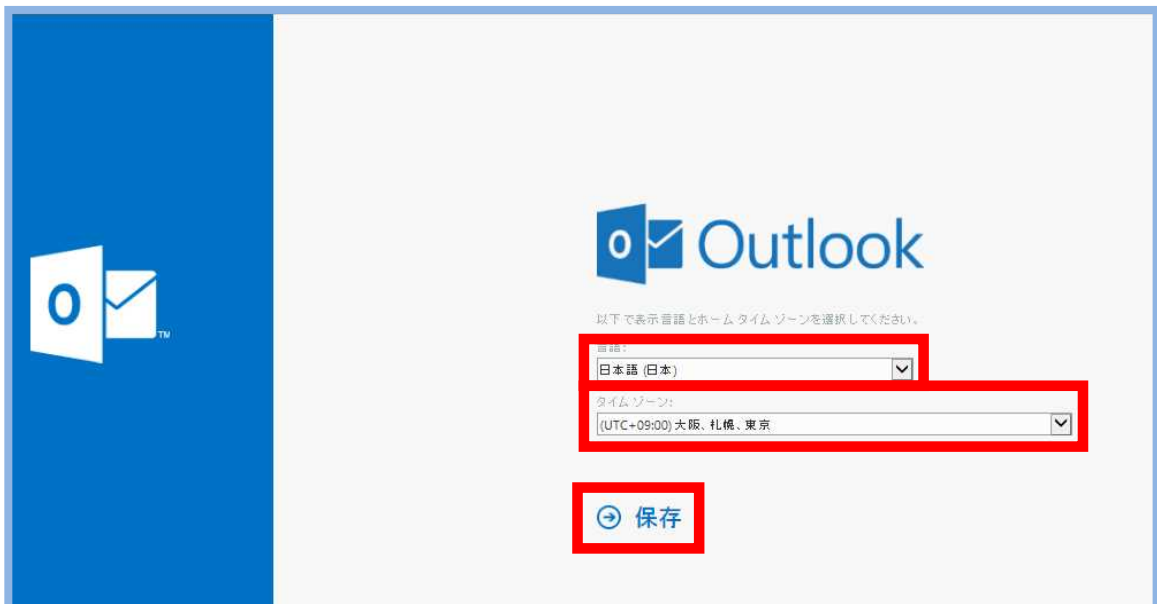 O
TM
O Outlook
以下で表示言語とホーム タイム ゾーンを選択してください。
言語:
日本語 (日本)
タイム ゾーン:
(UTC+09:00) 大阪、札幌、東京
保存